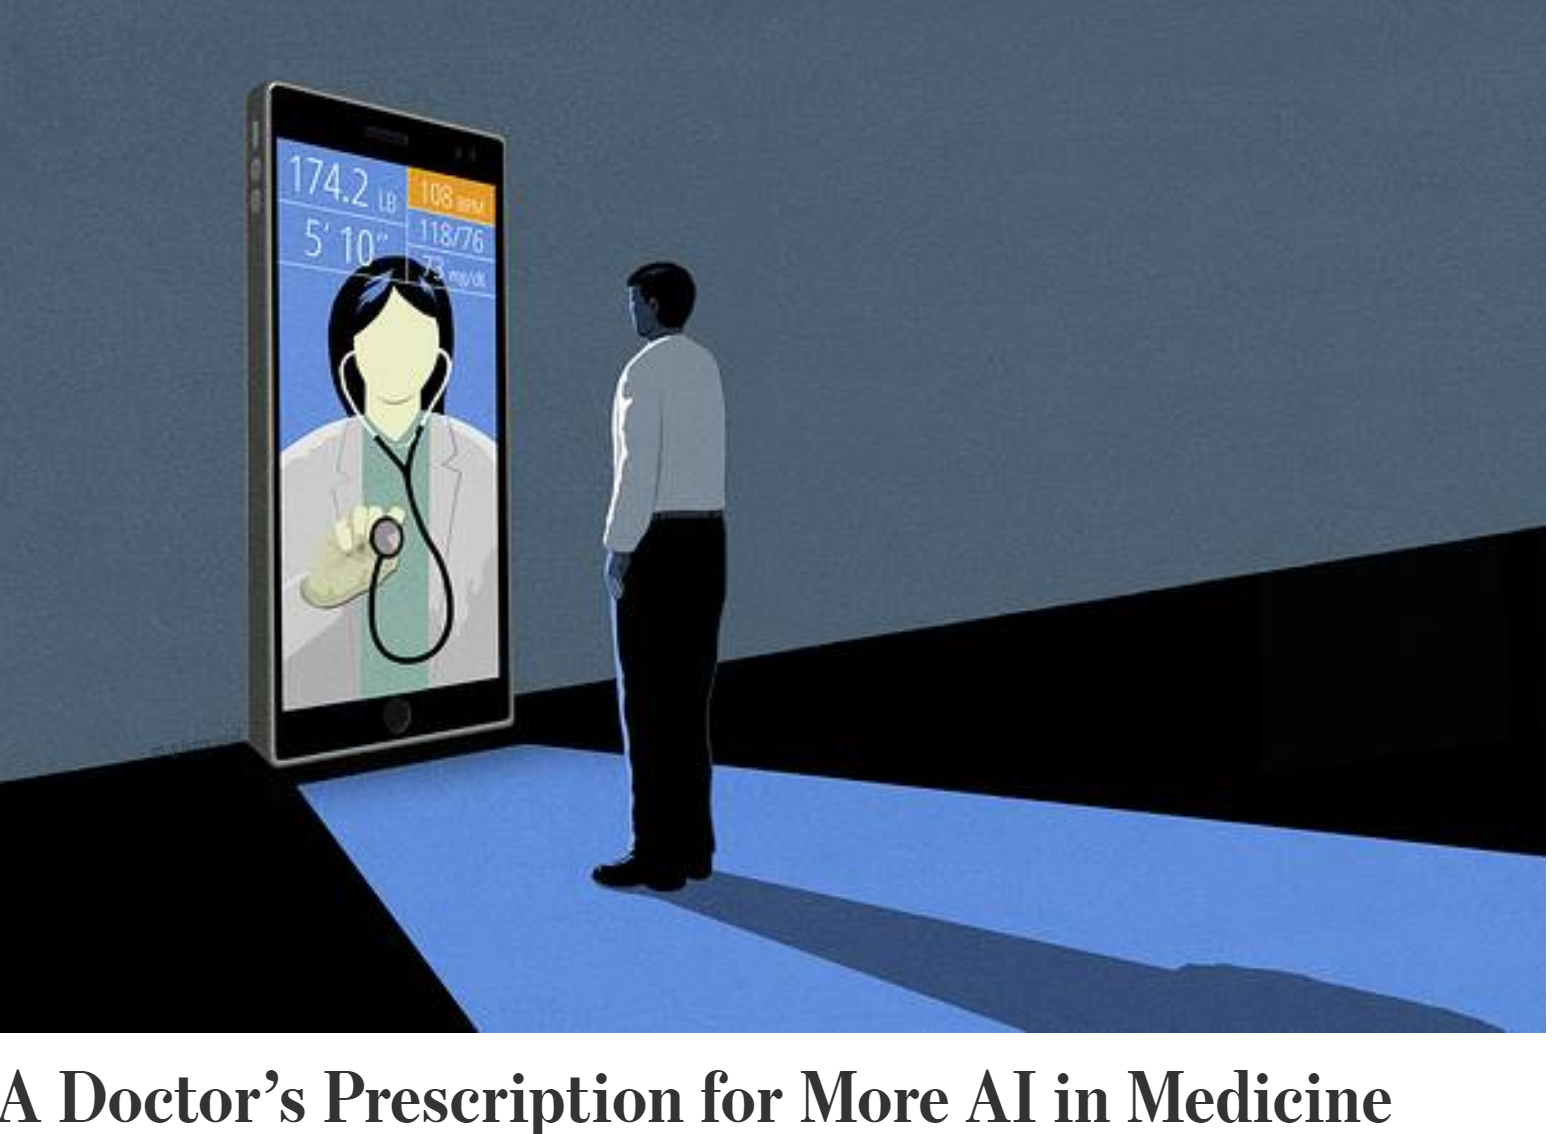 174.2 LB
5' 10"
108 BPM
118/76
73 mg/dL
A Doctor's Prescription for More AI in Medicine